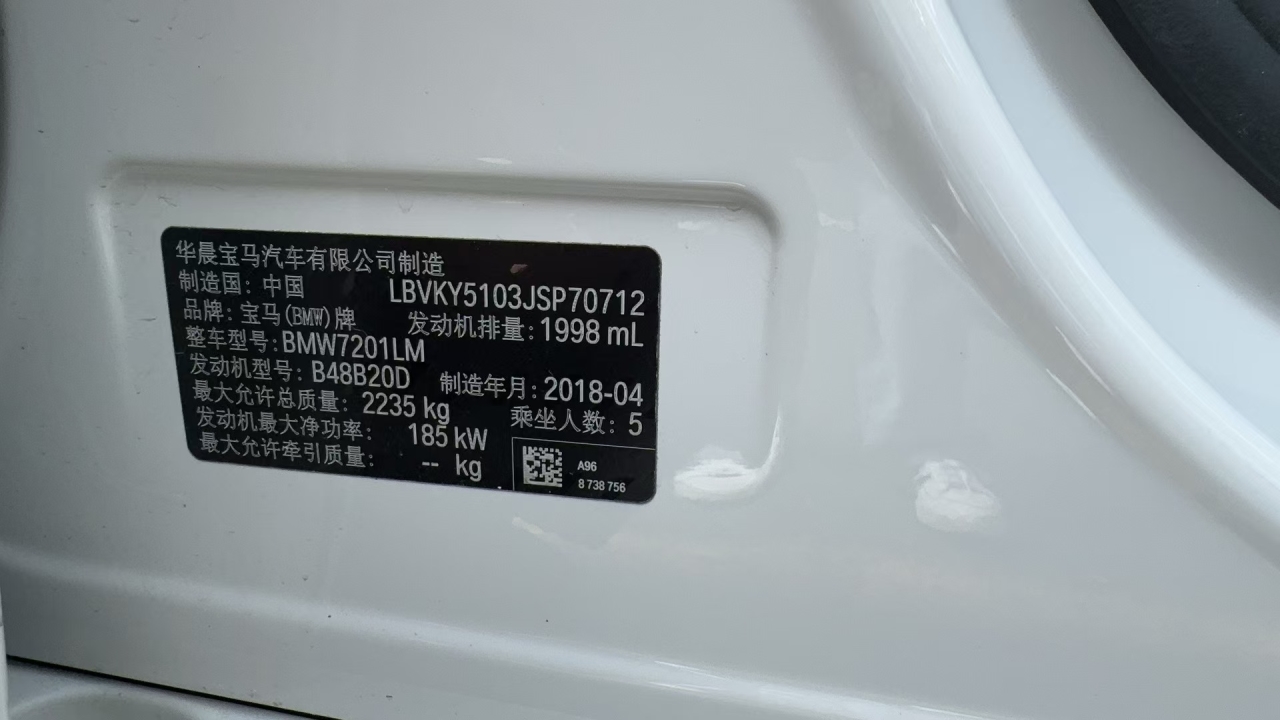 华晨宝马汽车有限公司制造
制造国: 中国 LBVKY5103JSP70712
品牌: 宝马(BMW)牌 发动机排量: 1998 mL
整车型号: BMW7201LM
发动机型号: B48B20D 制造年月: 2018-04
最大允许总质量: 2235 kg 乘坐人数: 5
发动机最大净功率: 185 kW
最大允许牵引质量: -- kg
A96
8 738 756